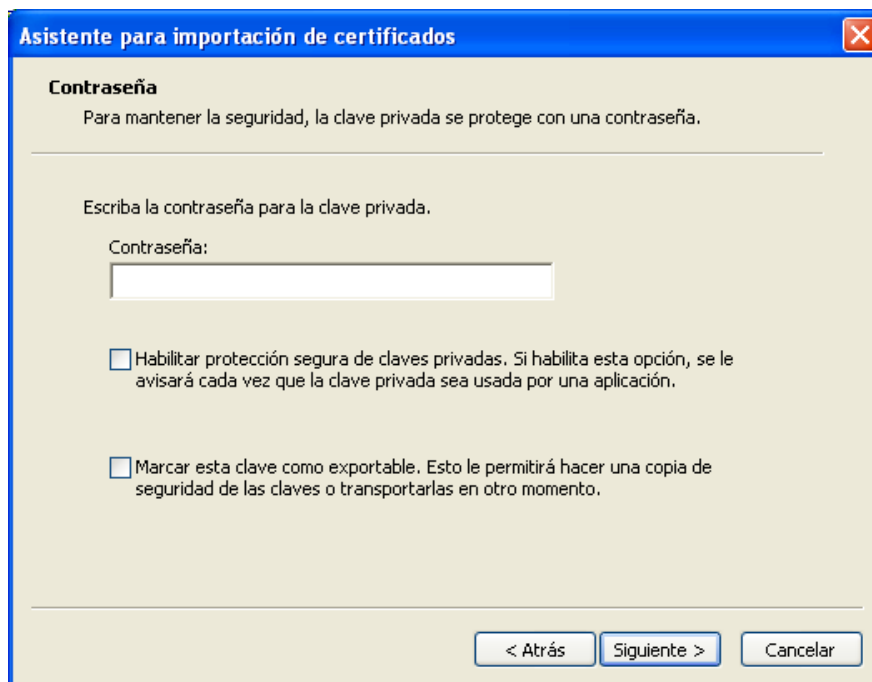 Asistente para importación de certificados
Contraseña
Para mantener la seguridad, la clave privada se protege con una contraseña.
Escriba la contraseña para la clave privada.
Contraseña:
Habilitar protección segura de claves privadas. Si habilita esta opción, se le
avisará cada vez que la clave privada sea usada por una aplicación.
Marcar esta clave como exportable. Esto le permitirá hacer una copia de
seguridad de las claves o transportarlas en otro momento.
< Atrás
Siguiente >
Cancelar